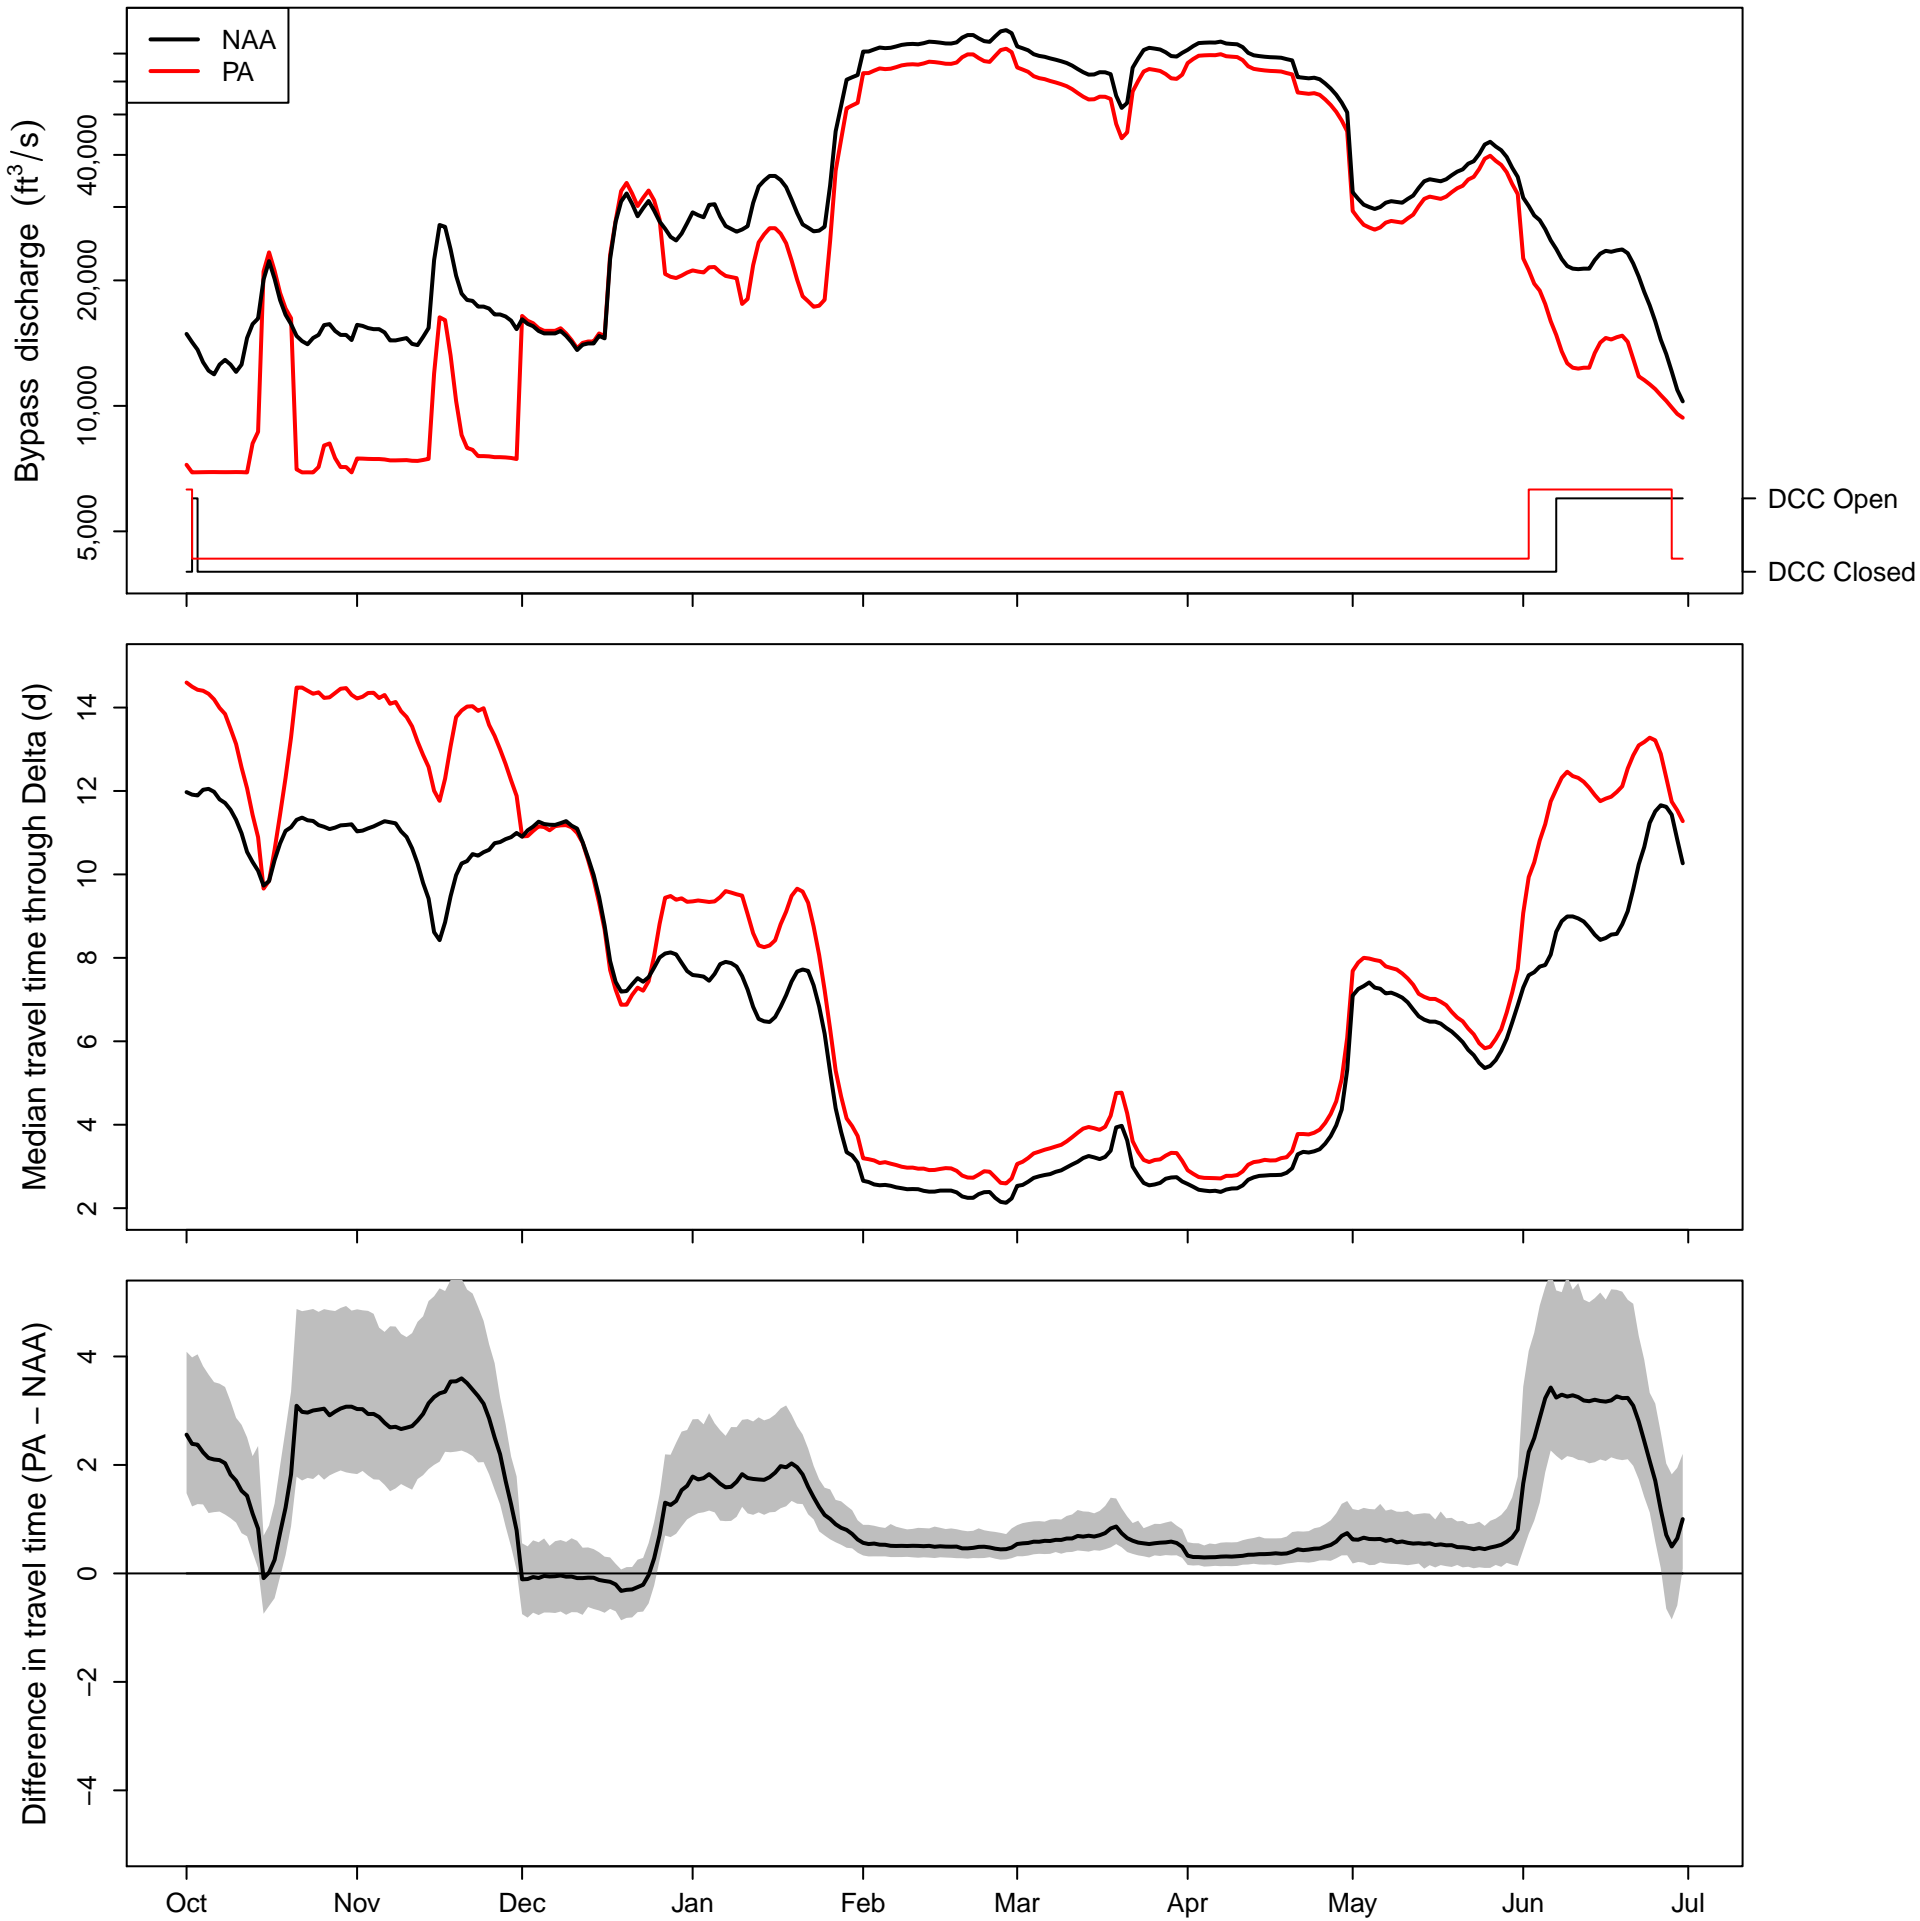 NAA
PA
Bypass discharge (ft³/s)
40,000
20,000
10,000
5,000
DCC Open
DCC Closed
Median travel time through Delta (d)
14
12
10
8
6
4
2
Difference in travel time (PA − NAA)
4
2
0
−2
−4
Oct Nov Dec Jan Feb Mar Apr May Jun Jul